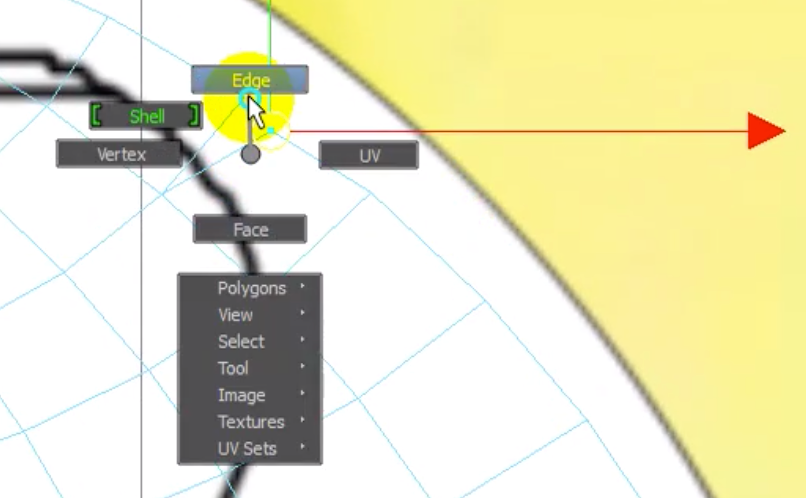 Edge
[ Shell ]
Vertex
UV
Face
Polygons
View
Select
Tool
Image
Textures
UV Sets